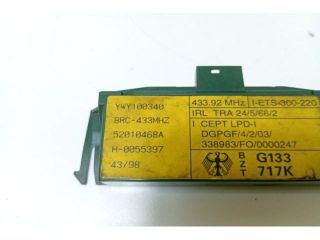 YWY100340
BRC-433MHZ
52010468A
H-0055397
43/98
433.92 MHz I-ETS-300-220
IRL TRA 24/5/66/2
I CEPT LPD-I
DGPGF/4/2/03/
338983/FO/0000247
BZT G133
717K